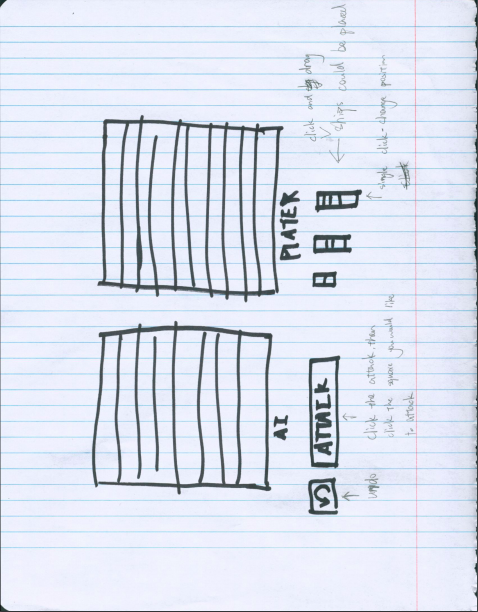 AI
PLAYER
ATTACK
undo
Click the attack, then
click the square you would like
to attack
click and drag
ships could be placed
single click - change position